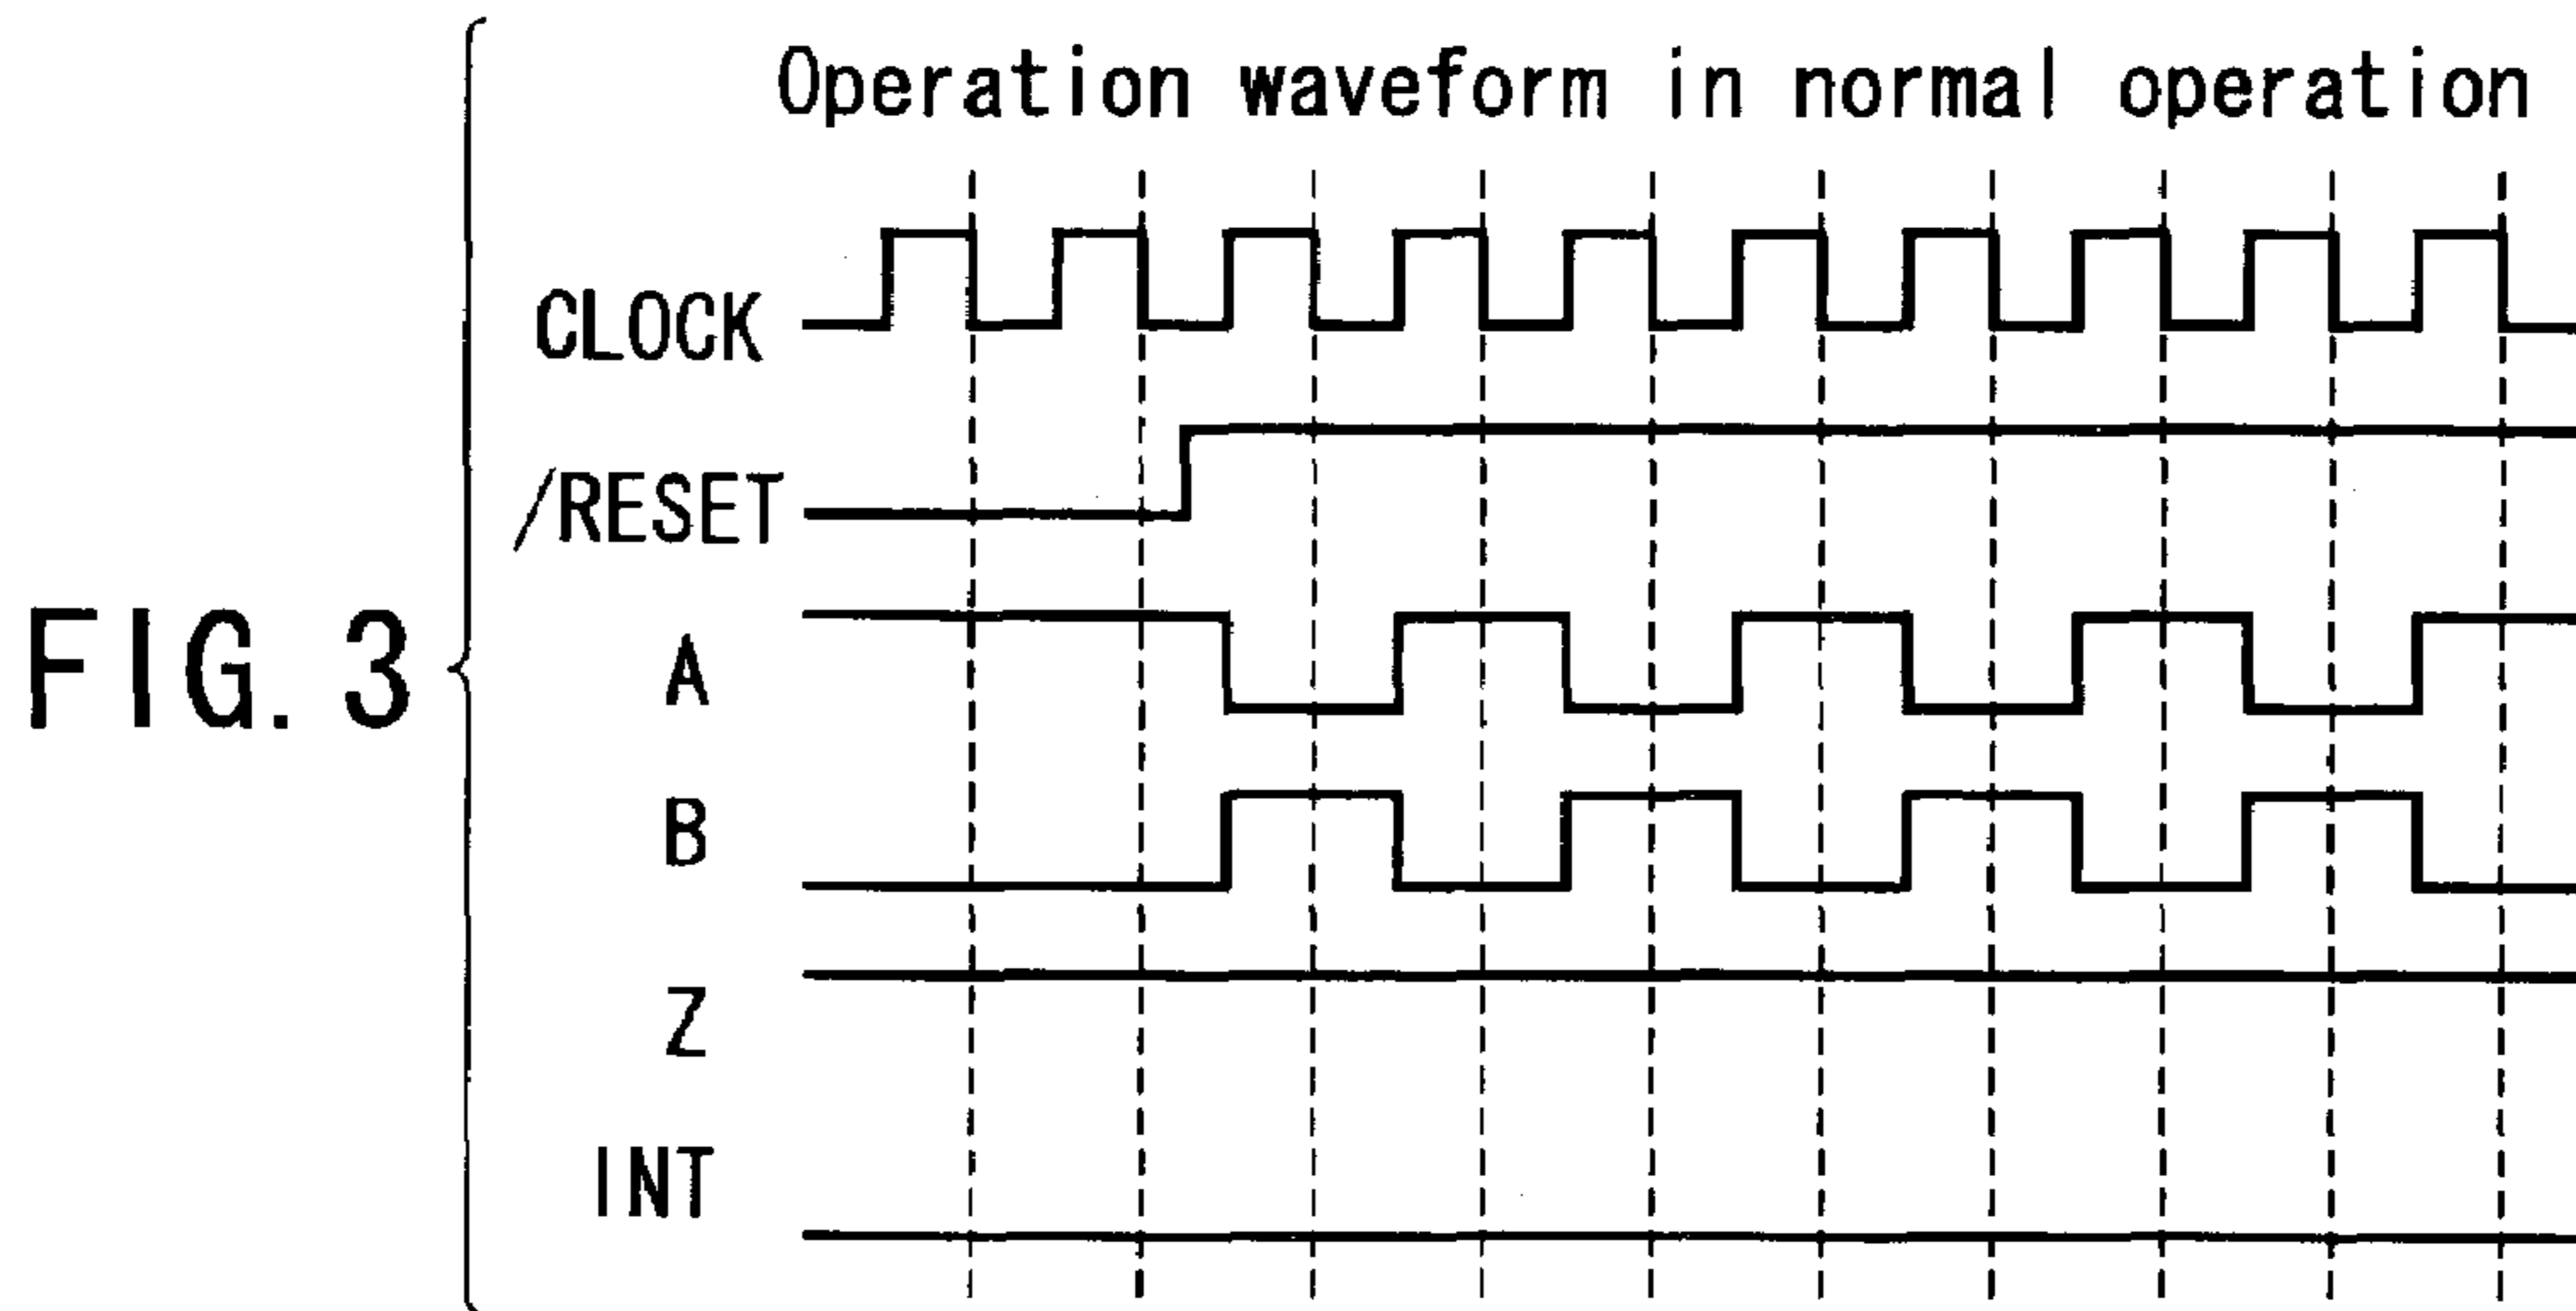 Operation waveform in normal operation
CLOCK
/RESET
FIG. 3
A
B
Z
INT